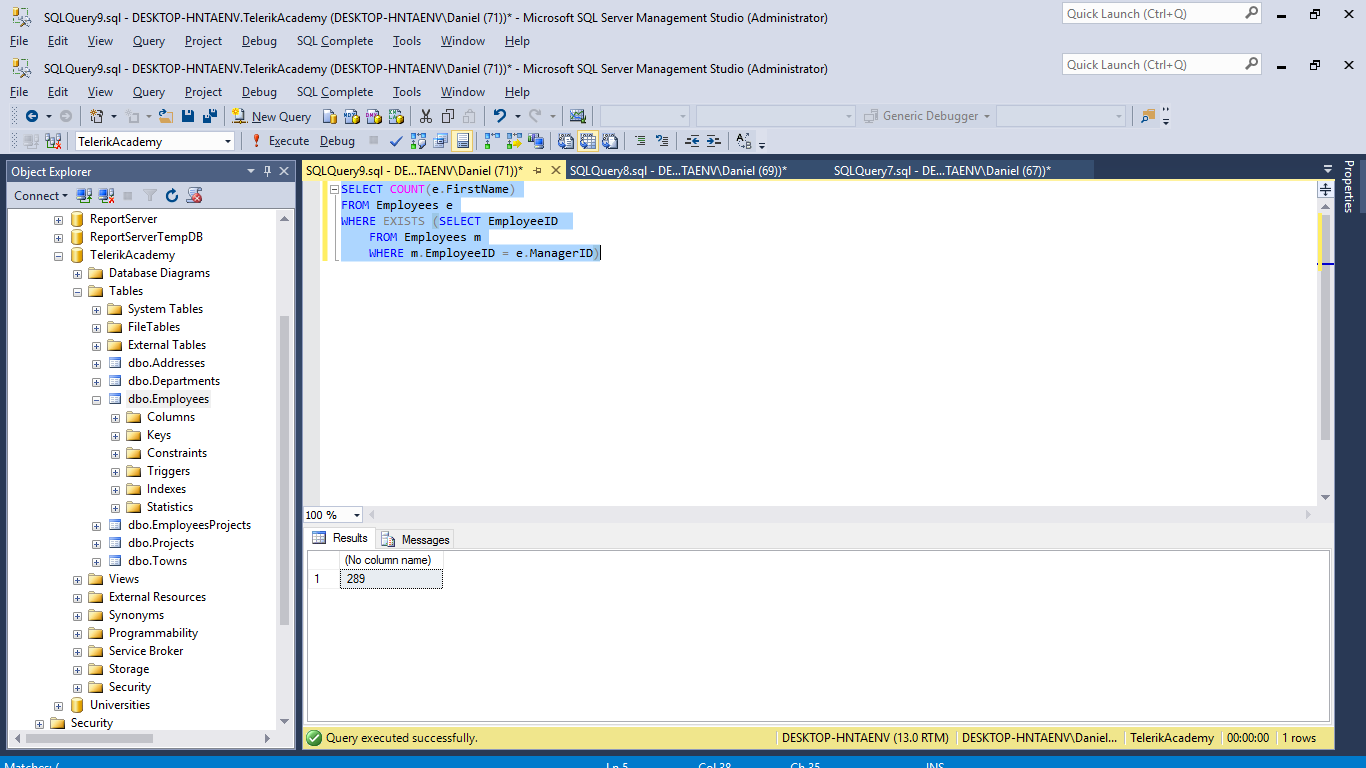 SQLQuery9.sql - DESKTOP-HNTAENV.TelerikAcademy (DESKTOP-HNTAENV\Daniel (71))* - Microsoft SQL Server Management Studio (Administrator)
Quick Launch (Ctrl+Q)
File Edit View Query Project Debug SQL Complete Tools Window Help
SQLQuery9.sql - DESKTOP-HNTAENV.TelerikAcademy (DESKTOP-HNTAENV\Daniel (71))* - Microsoft SQL Server Management Studio (Administrator)
Quick Launch (Ctrl+Q)
File Edit View Query Project Debug SQL Complete Tools Window Help
New Query Generic Debugger
TelerikAcademy Execute Debug
Object Explorer
Connect
ReportServer
ReportServerTempDB
TelerikAcademy
Database Diagrams
Tables
System Tables
FileTables
External Tables
dbo.Addresses
dbo.Departments
dbo.Employees
Columns
Keys
Constraints
Triggers
Indexes
Statistics
dbo.EmployeesProjects
dbo.Projects
dbo.Towns
Views
External Resources
Synonyms
Programmability
Service Broker
Storage
Security
Universities
Security
SQLQuery9.sql - DE...TAENV\Daniel (71))* SQLQuery8.sql - DE...TAENV\Daniel (69))* SQLQuery7.sql - DE...TAENV\Daniel (67))*
SELECT COUNT(e.FirstName)
FROM Employees e
WHERE EXISTS (SELECT EmployeeID
FROM Employees m
WHERE m.EmployeeID = e.ManagerID)
Properties
100 %
Results Messages
(No column name)
1 289
Query executed successfully. DESKTOP-HNTAENV (13.0 RTM) DESKTOP-HNTAENV\Daniel... TelerikAcademy 00:00:00 1 rows
Matches: ( Ln 5 Col 38 Ch 35 INS